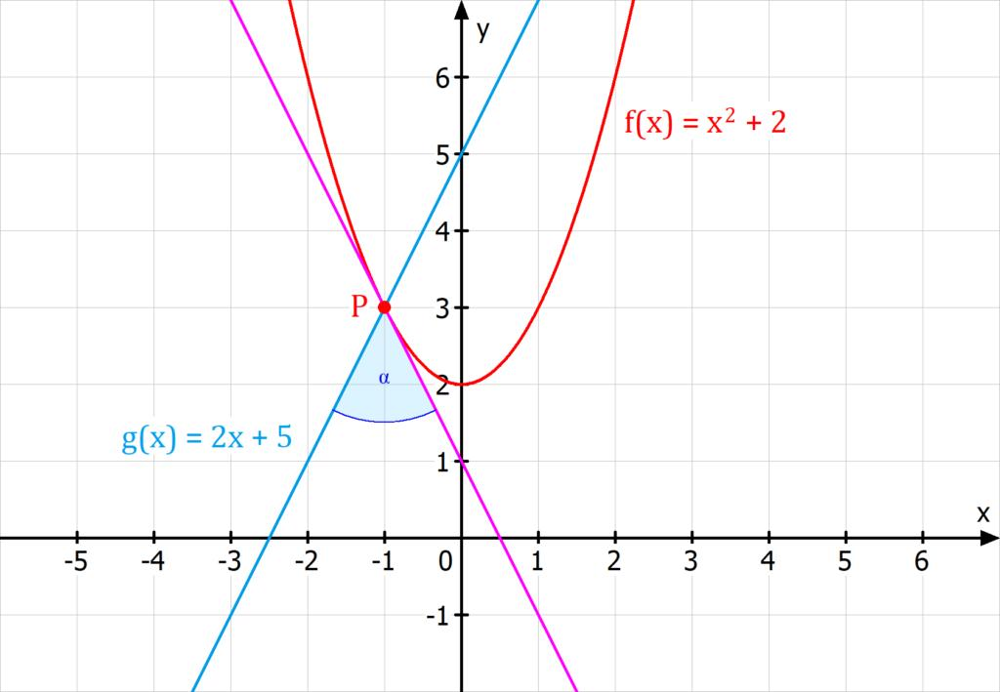 y
6
f(x) = x² + 2
5
4
P
3
α
2
g(x) = 2x + 5
1
x
-5 -4 -3 -2 -1 0 1 2 3 4 5 6
-1